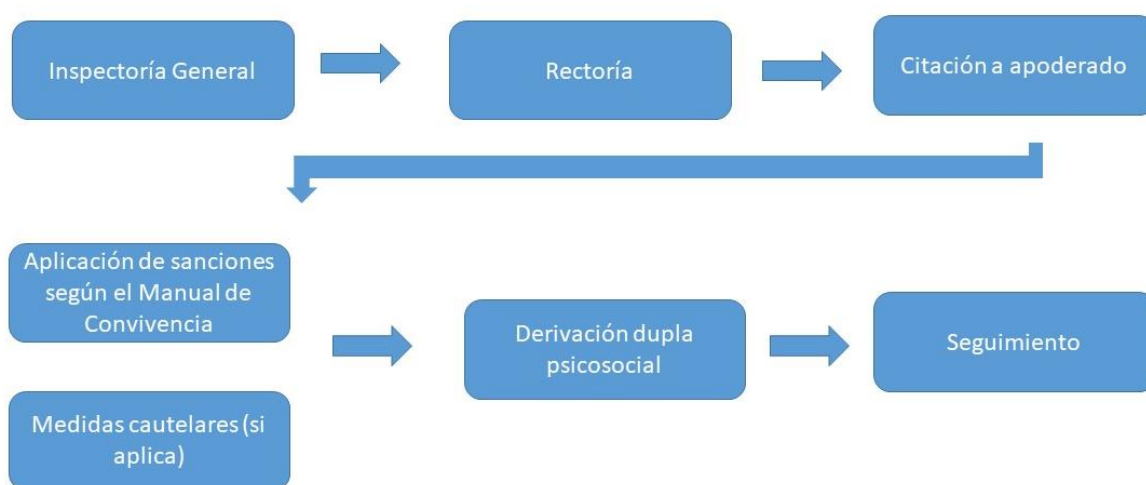 Inspectoría General
Rectoría
Citación a apoderado
Aplicación de sanciones
según el Manual de
Convivencia
Medidas cautelares (si
aplica)
Derivación dupla
psicosocial
Seguimiento